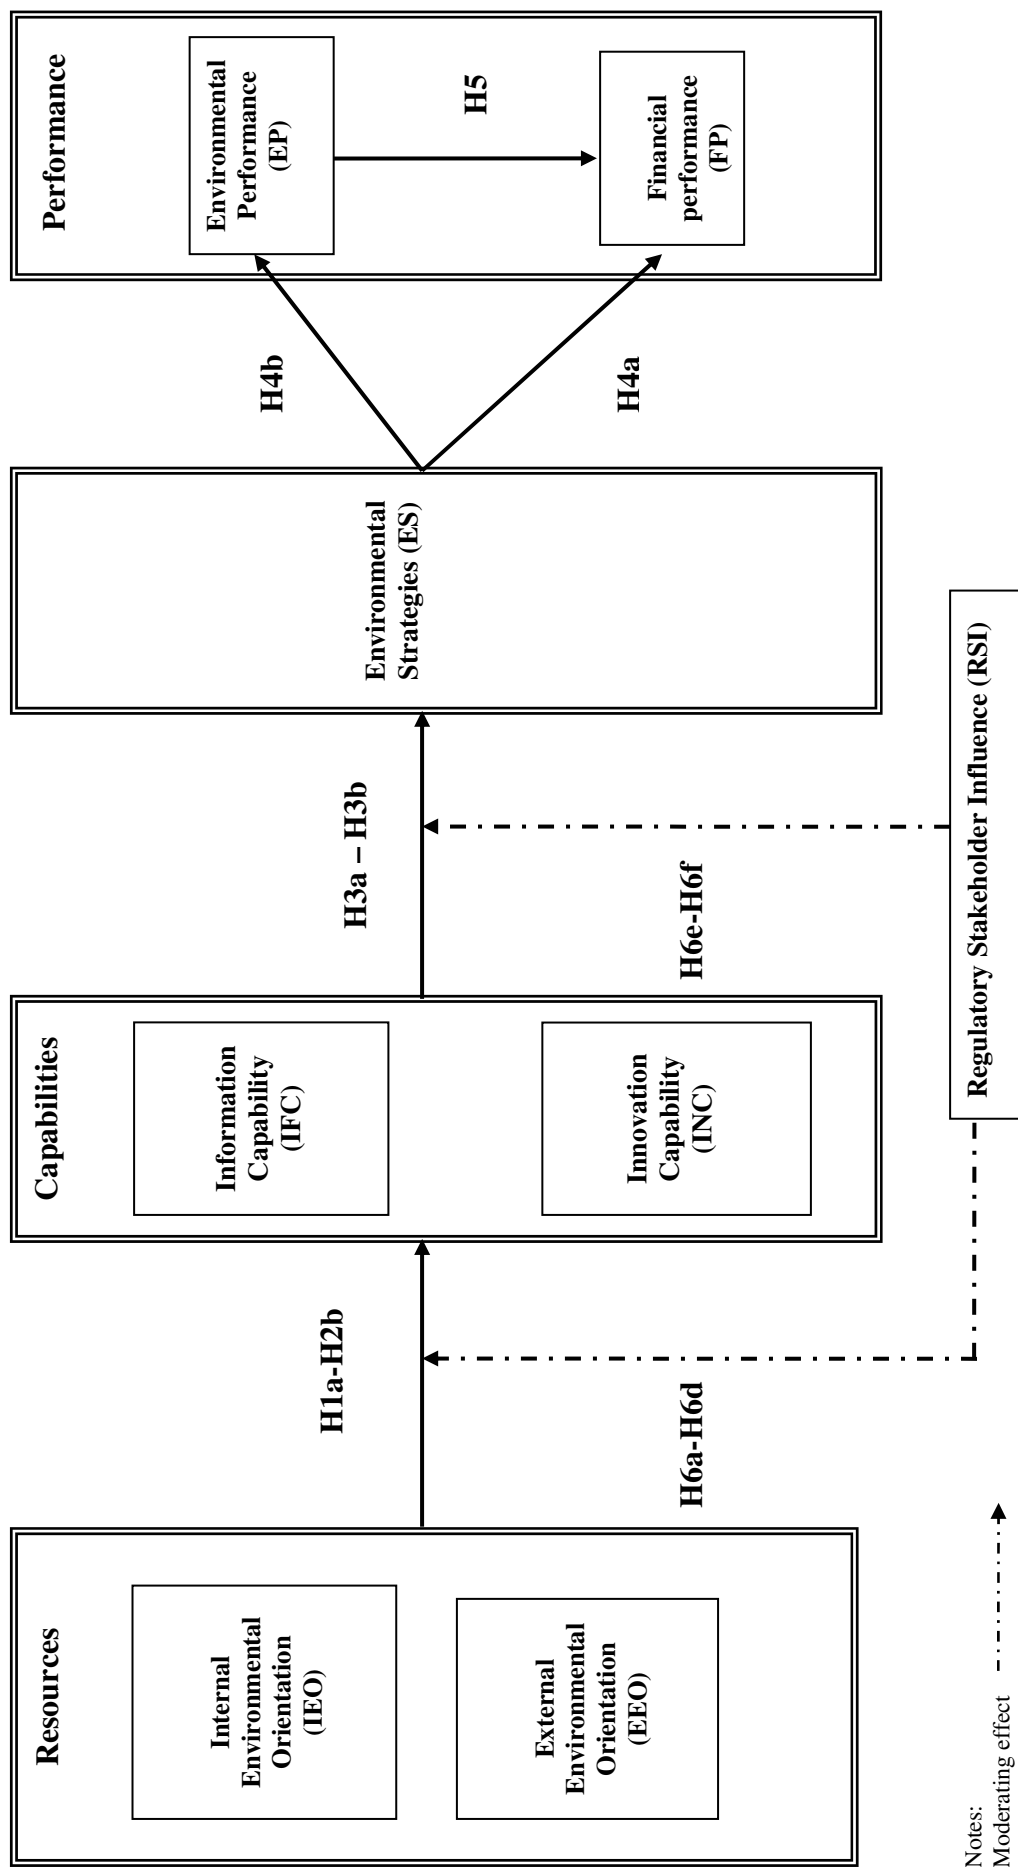 Resources
Internal
Environmental
Orientation
(IEO)
External
Environmental
Orientation
(EEO)
H1a-H2b
H6a-H6d
Capabilities
Information
Capability
(IFC)
Innovation
Capability
(INC)
H3a – H3b
H6e-H6f
Environmental
Strategies (ES)
H4b
H4a
Performance
Environmental
Performance
(EP)
H5
Financial
performance
(FP)
Regulatory Stakeholder Influence (RSI)
Notes:
Moderating effect